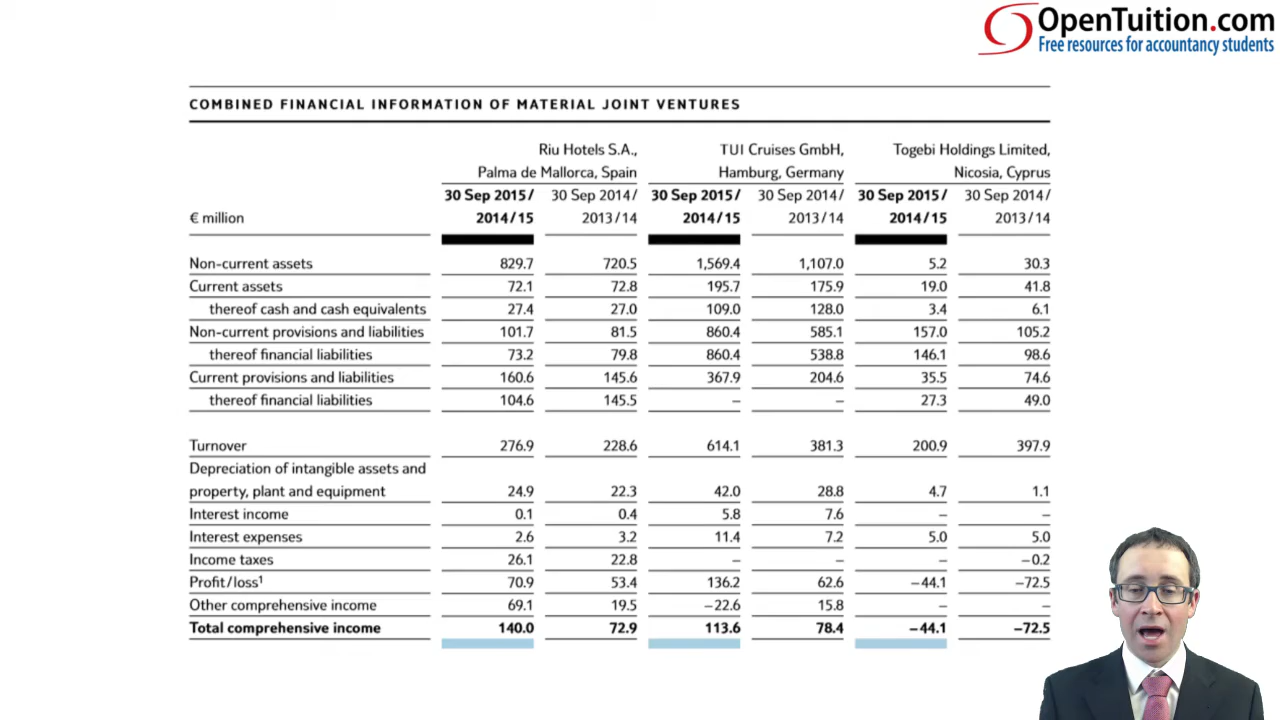 OpenTuition.com
Free resources for accountancy students
COMBINED FINANCIAL INFORMATION OF MATERIAL JOINT VENTURES
Riu Hotels S.A., TUI Cruises GmbH, Togebi Holdings Limited,
Palma de Mallorca, Spain Hamburg, Germany Nicosia, Cyprus
30 Sep 2015/ 30 Sep 2014/ 30 Sep 2015/ 30 Sep 2014/ 30 Sep 2015/ 30 Sep 2014/
€ million 2014/15 2013/14 2014/15 2013/14 2014/15 2013/14
Non-current assets 829.7 720.5 1,569.4 1,107.0 5.2 30.3
Current assets 72.1 72.8 195.7 175.9 19.0 41.8
thereof cash and cash equivalents 27.4 27.0 109.0 128.0 3.4 6.1
Non-current provisions and liabilities 101.7 81.5 860.4 585.1 157.0 105.2
thereof financial liabilities 73.2 79.8 860.4 538.8 146.1 98.6
Current provisions and liabilities 160.6 145.6 367.9 204.6 35.5 74.6
thereof financial liabilities 104.6 145.5 – – 27.3 49.0
Turnover 276.9 228.6 614.1 381.3 200.9 397.9
Depreciation of intangible assets and
property, plant and equipment 24.9 22.3 42.0 28.8 4.7 1.1
Interest income 0.1 0.4 5.8 7.6 – –
Interest expenses 2.6 3.2 11.4 7.2 5.0 5.0
Income taxes 26.1 22.8 – – – –0.2
Profit/loss¹ 70.9 53.4 136.2 62.6 –44.1 –72.5
Other comprehensive income 69.1 19.5 –22.6 15.8 – –
Total comprehensive income 140.0 72.9 113.6 78.4 –44.1 –72.5